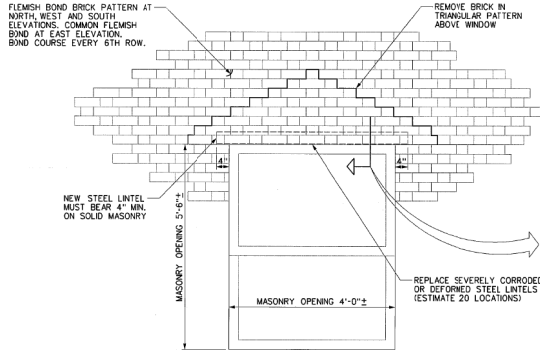 FLEMISH BOND BRICK PATTERN AT
NORTH, WEST AND SOUTH
ELEVATIONS. COMMON FLEMISH
BOND AT EAST ELEVATION.
BOND COURSE EVERY 6TH ROW.
REMOVE BRICK IN
TRIANGULAR PATTERN
ABOVE WINDOW
4"
4"
NEW STEEL LINTEL
MUST BEAR 4" MIN.
ON SOLID MASONRY
MASONRY OPENING 5'-6"±
MASONRY OPENING 4'-0"±
REPLACE SEVERELY CORRODED
OR DEFORMED STEEL LINTELS
(ESTIMATE 20 LOCATIONS)